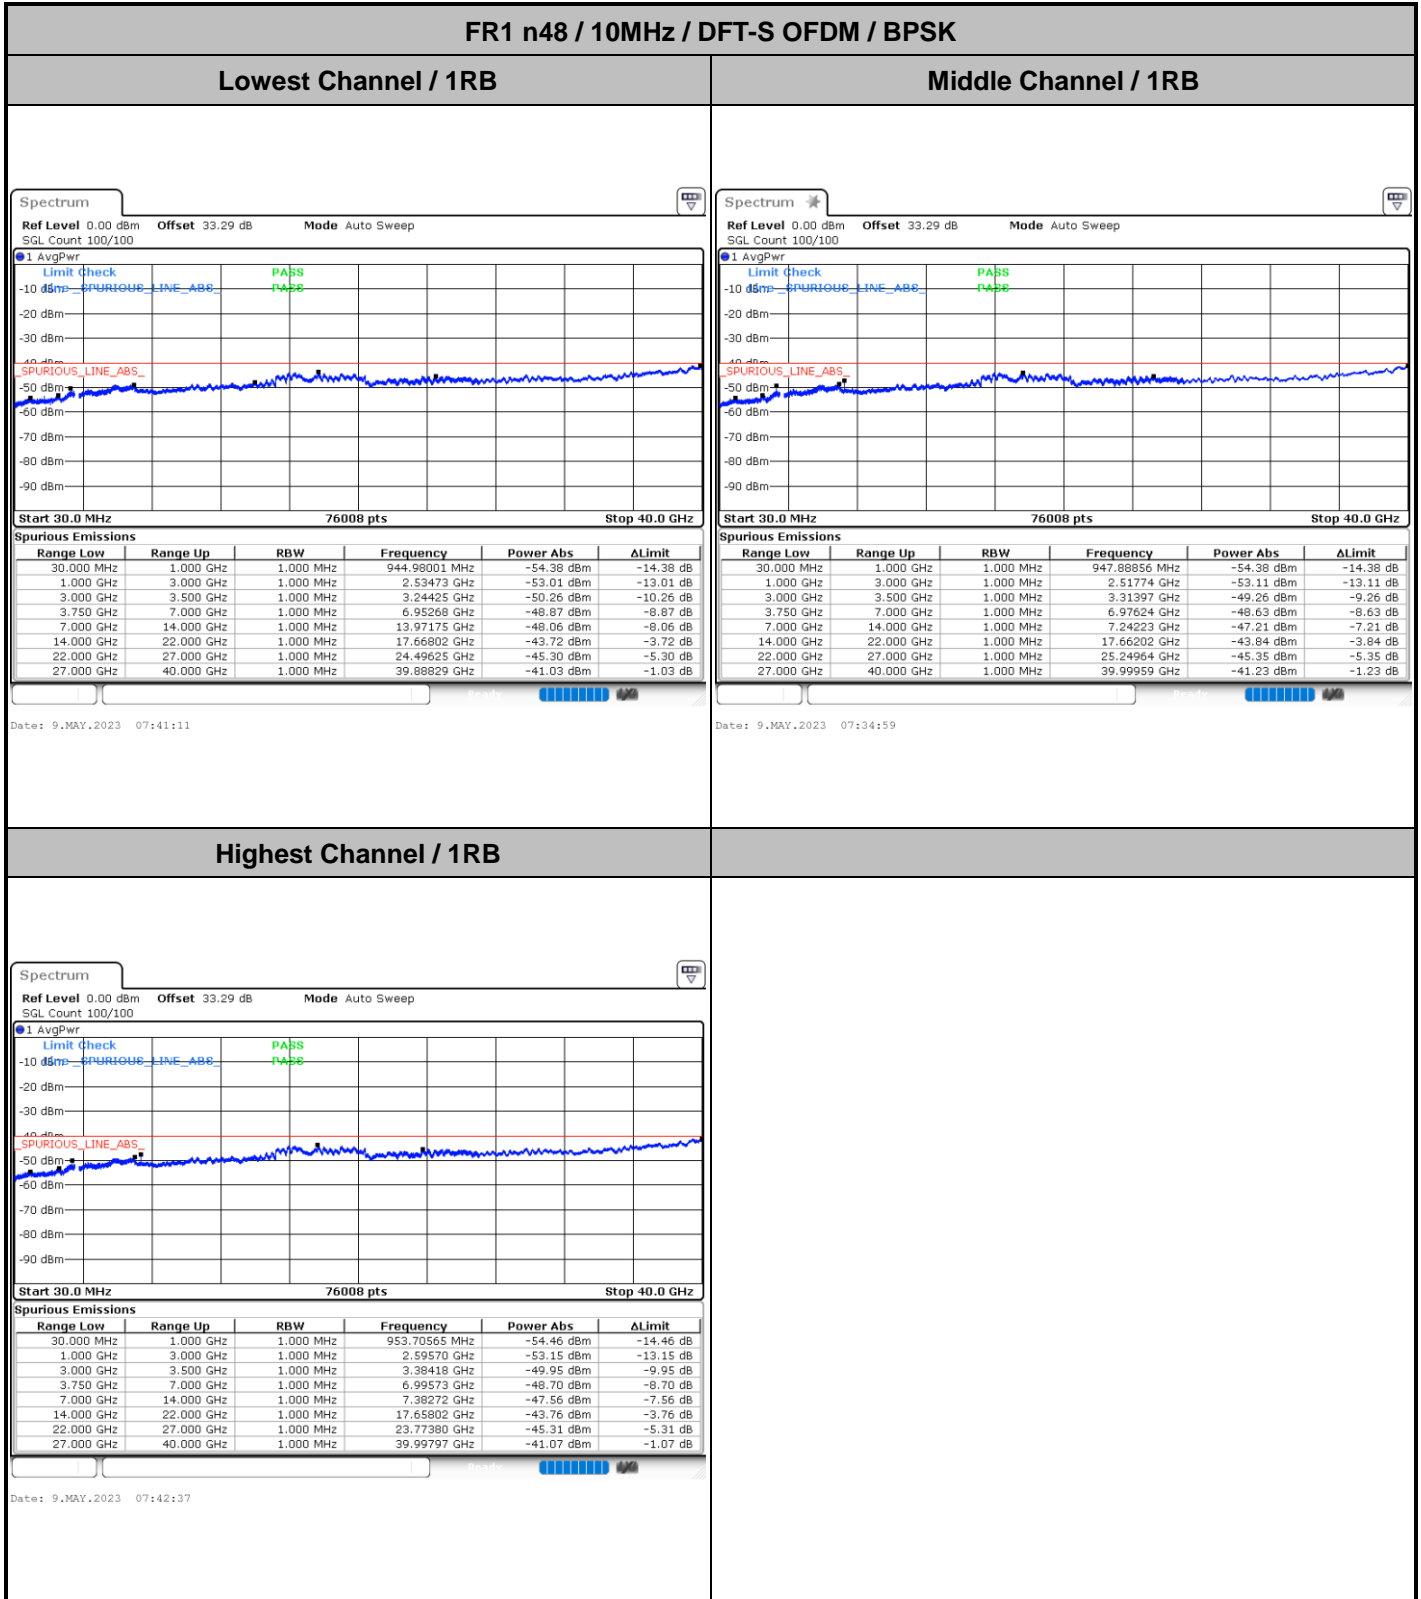 FR1 n48 / 10MHz / DFT-S OFDM / BPSK
Lowest Channel / 1RB
Middle Channel / 1RB
Spectrum
Ref Level 0.00 dBm Offset 33.29 dB Mode Auto Sweep
SGL Count 100/100
1 AvgPwr
Limit Check PASS
-10 dBm Line _SPURIOUS_LINE_ABS_ PASS
-20 dBm
-30 dBm
-40 dBm
_SPURIOUS_LINE_ABS_
-50 dBm
-60 dBm
-70 dBm
-80 dBm
-90 dBm
Start 30.0 MHz 76008 pts Stop 40.0 GHz
Spurious Emissions
Range Low Range Up RBW Frequency Power Abs ΔLimit
30.000 MHz 1.000 GHz 1.000 MHz 944.98001 MHz -54.38 dBm -14.38 dB
1.000 GHz 3.000 GHz 1.000 MHz 2.53473 GHz -53.01 dBm -13.01 dB
3.000 GHz 3.500 GHz 1.000 MHz 3.24425 GHz -50.26 dBm -10.26 dB
3.750 GHz 7.000 GHz 1.000 MHz 6.95268 GHz -48.87 dBm -8.87 dB
7.000 GHz 14.000 GHz 1.000 MHz 13.97175 GHz -48.06 dBm -8.06 dB
14.000 GHz 22.000 GHz 1.000 MHz 17.66802 GHz -43.72 dBm -3.72 dB
22.000 GHz 27.000 GHz 1.000 MHz 24.49625 GHz -45.30 dBm -5.30 dB
27.000 GHz 40.000 GHz 1.000 MHz 39.88829 GHz -41.03 dBm -1.03 dB
Ready
Date: 9.MAY.2023 07:41:11
Spectrum
Ref Level 0.00 dBm Offset 33.29 dB Mode Auto Sweep
SGL Count 100/100
1 AvgPwr
Limit Check PASS
-10 dBm Line _SPURIOUS_LINE_ABS_ PASS
-20 dBm
-30 dBm
-40 dBm
_SPURIOUS_LINE_ABS_
-50 dBm
-60 dBm
-70 dBm
-80 dBm
-90 dBm
Start 30.0 MHz 76008 pts Stop 40.0 GHz
Spurious Emissions
Range Low Range Up RBW Frequency Power Abs ΔLimit
30.000 MHz 1.000 GHz 1.000 MHz 947.88856 MHz -54.38 dBm -14.38 dB
1.000 GHz 3.000 GHz 1.000 MHz 2.51774 GHz -53.11 dBm -13.11 dB
3.000 GHz 3.500 GHz 1.000 MHz 3.31397 GHz -49.26 dBm -9.26 dB
3.750 GHz 7.000 GHz 1.000 MHz 6.97624 GHz -48.63 dBm -8.63 dB
7.000 GHz 14.000 GHz 1.000 MHz 7.24223 GHz -47.21 dBm -7.21 dB
14.000 GHz 22.000 GHz 1.000 MHz 17.66202 GHz -43.84 dBm -3.84 dB
22.000 GHz 27.000 GHz 1.000 MHz 25.24964 GHz -45.35 dBm -5.35 dB
27.000 GHz 40.000 GHz 1.000 MHz 39.99959 GHz -41.23 dBm -1.23 dB
Ready
Date: 9.MAY.2023 07:34:59
Highest Channel / 1RB
Spectrum
Ref Level 0.00 dBm Offset 33.29 dB Mode Auto Sweep
SGL Count 100/100
1 AvgPwr
Limit Check PASS
-10 dBm Line _SPURIOUS_LINE_ABS_ PASS
-20 dBm
-30 dBm
-40 dBm
_SPURIOUS_LINE_ABS_
-50 dBm
-60 dBm
-70 dBm
-80 dBm
-90 dBm
Start 30.0 MHz 76008 pts Stop 40.0 GHz
Spurious Emissions
Range Low Range Up RBW Frequency Power Abs ΔLimit
30.000 MHz 1.000 GHz 1.000 MHz 953.70565 MHz -54.46 dBm -14.46 dB
1.000 GHz 3.000 GHz 1.000 MHz 2.59570 GHz -53.15 dBm -13.15 dB
3.000 GHz 3.500 GHz 1.000 MHz 3.38418 GHz -49.95 dBm -9.95 dB
3.750 GHz 7.000 GHz 1.000 MHz 6.99573 GHz -48.70 dBm -8.70 dB
7.000 GHz 14.000 GHz 1.000 MHz 7.38272 GHz -47.56 dBm -7.56 dB
14.000 GHz 22.000 GHz 1.000 MHz 17.65802 GHz -43.76 dBm -3.76 dB
22.000 GHz 27.000 GHz 1.000 MHz 23.77380 GHz -45.31 dBm -5.31 dB
27.000 GHz 40.000 GHz 1.000 MHz 39.99797 GHz -41.07 dBm -1.07 dB
Ready
Date: 9.MAY.2023 07:42:37